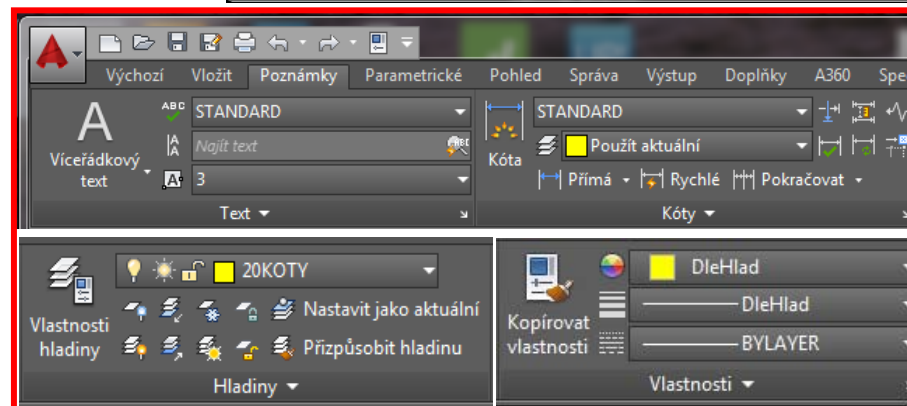 Výchozí Vložit Poznámky Parametrické Pohled Správa Výstup Doplňky A360
A
Víceřádkový
text
ABC STANDARD
Najít text
3
Text
Kóta
STANDARD
Použít aktuální
Přímá Rychlé Pokračovat
Kóty
Vlastnosti
hladiny
20KOTY
Nastavit jako aktuální
Přizpůsobit hladinu
Hladiny
Kopírovat
vlastnosti
DleHlad
DleHlad
BYLAYER
Vlastnosti